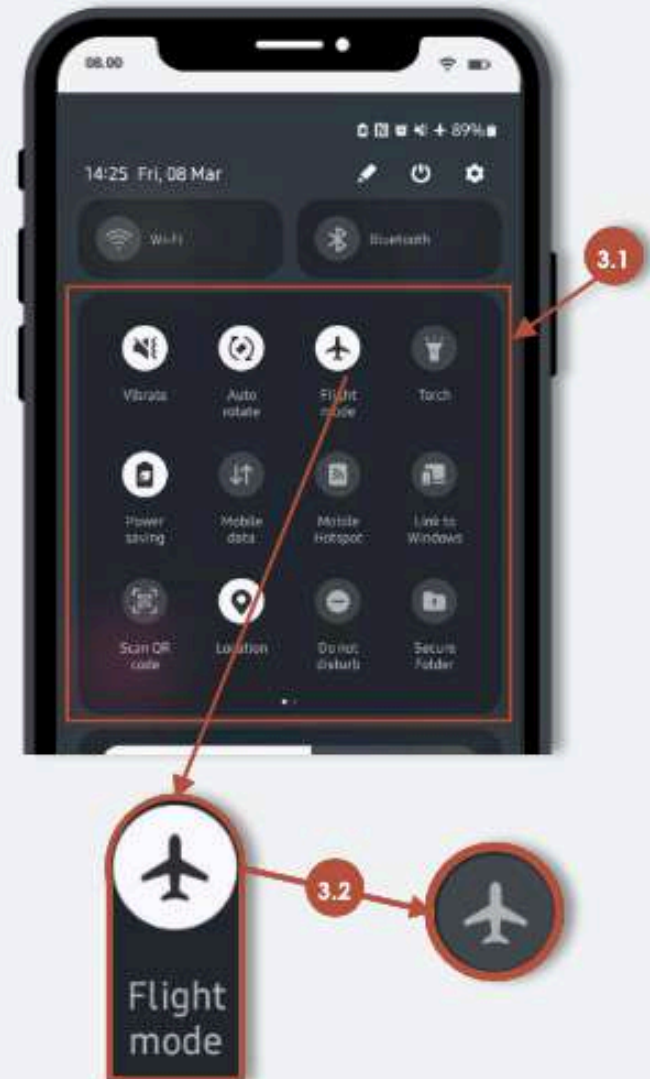 08.00
89%
14:25 Fri, 08 Mar
Wi-Fi
Bluetooth
3.1
Vibrate
Auto
rotate
Flight
mode
Torch
Power
saving
Mobile
data
Mobile
Hotspot
Link to
Windows
Scan QR
code
Location
Do not
disturb
Secure
Folder
3.2
Flight
mode